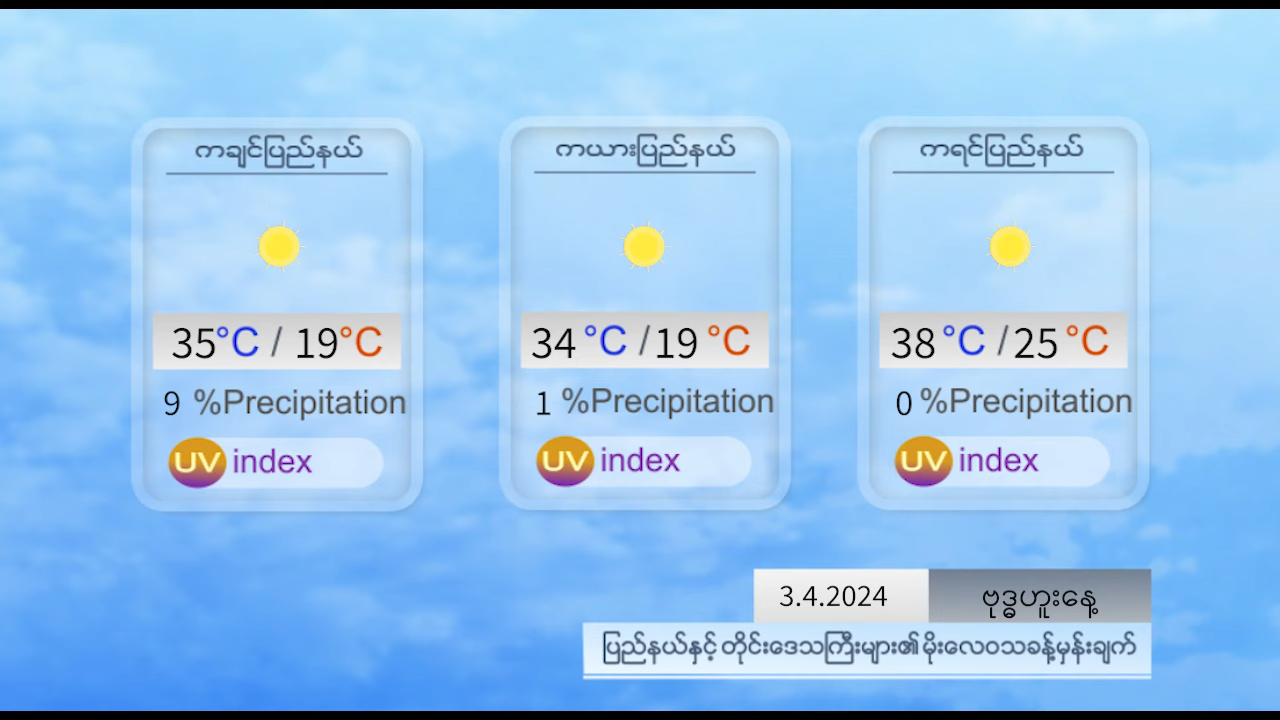 ကချင်ပြည်နယ်
35°C / 19°C
9 %Precipitation
UV index
ကယားပြည်နယ်
34 °C / 19 °C
1 %Precipitation
UV index
ကရင်ပြည်နယ်
38 °C / 25 °C
0 %Precipitation
UV index
3.4.2024 ဗုဒ္ဓဟူးနေ့
ပြည်နယ်နှင့် တိုင်းဒေသကြီးများ၏ မိုးလေဝသခန့်မှန်းချက်